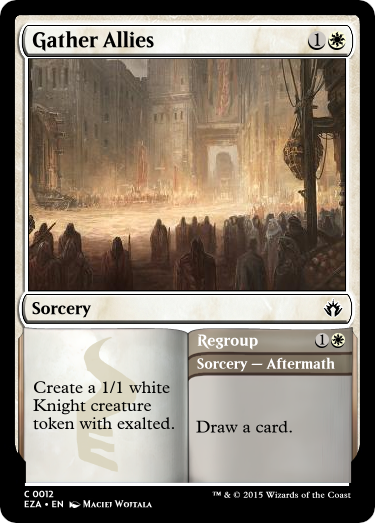 Gather Allies
1
Sorcery
Create a 1/1 white
Knight creature
token with exalted.
Regroup 1
Sorcery — Aftermath
Draw a card.
C 0012
EZA • EN Maciej Wojtala
™ & © 2015 Wizards of the Coast